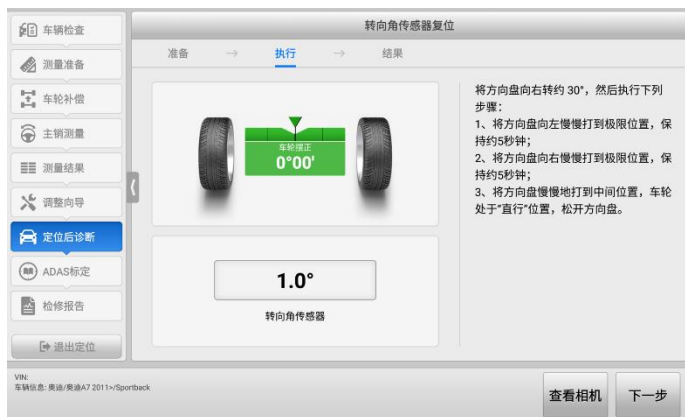 转向角传感器复位
车辆检查
测量准备
车轮补偿
主销测量
测量结果
调整向导
定位后诊断
ADAS标定
检修报告
退出定位
准备 → 执行 → 结果
车轮摆正
0°00'
1.0°
转向角传感器
将方向盘向右转约 30°，然后执行下列
步骤：
1、将方向盘向左慢慢打到极限位置，保
持约5秒钟；
2、将方向盘向右慢慢打到极限位置，保
持约5秒钟；
3、将方向盘慢慢地打到中间位置，车轮
处于“直行”位置，松开方向盘。
VIN:
车辆信息: 奥迪/奥迪A7 2011>/Sportback
查看相机
下一步